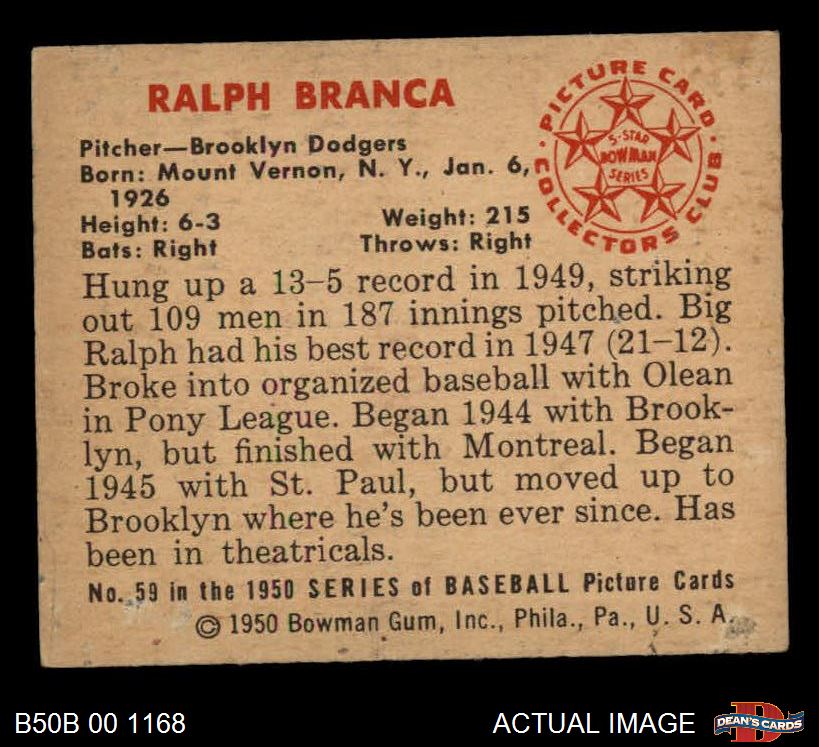 RALPH BRANCA
Pitcher—Brooklyn Dodgers
Born: Mount Vernon, N. Y., Jan. 6,
1926
Height: 6-3 Weight: 215
Bats: Right Throws: Right
PICTURE CARD
COLLECTORS CLUB
5-STAR
BOWMAN
SERIES
Hung up a 13–5 record in 1949, striking
out 109 men in 187 innings pitched. Big
Ralph had his best record in 1947 (21–12).
Broke into organized baseball with Olean
in Pony League. Began 1944 with Brook-
lyn, but finished with Montreal. Began
1945 with St. Paul, but moved up to
Brooklyn where he's been ever since. Has
been in theatricals.
No. 59 in the 1950 SERIES of BASEBALL Picture Cards
© 1950 Bowman Gum, Inc., Phila., Pa., U. S. A.
B50B 00 1168 ACTUAL IMAGE DEAN'S CARDS